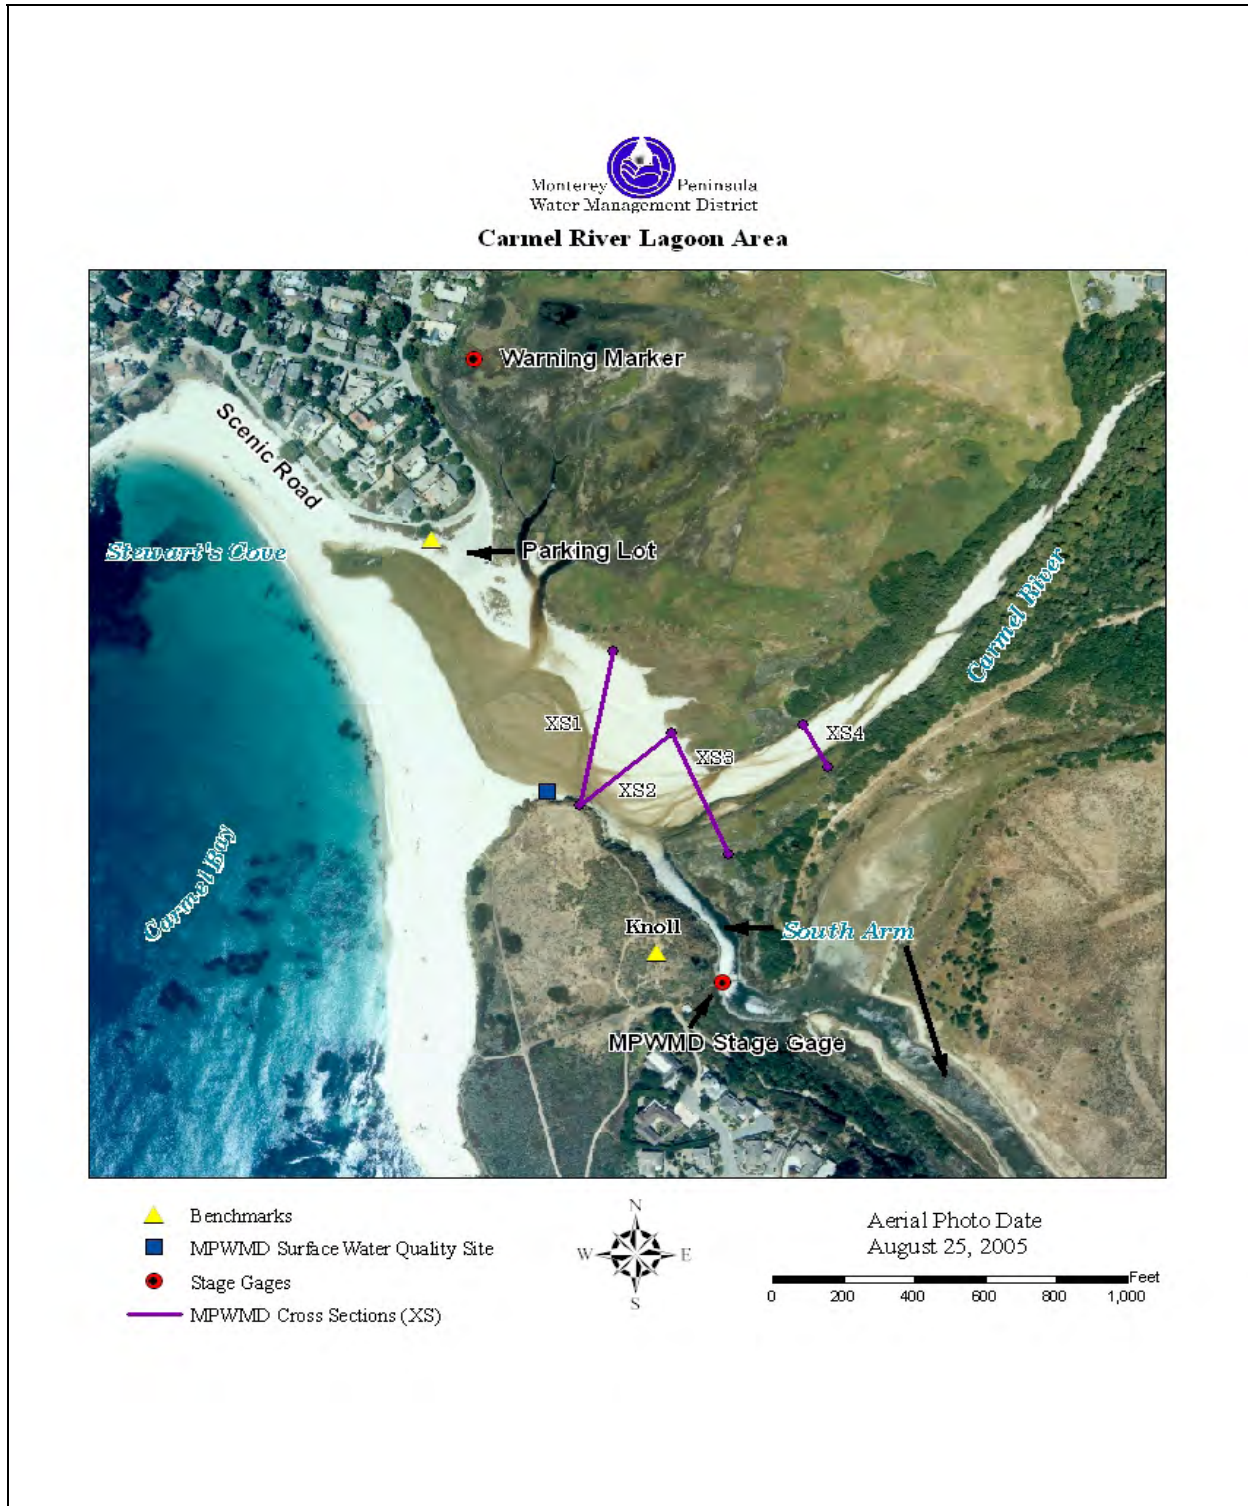 Monterey Peninsula
Water Management District
Carmel River Lagoon Area
Warning Marker
Scenic Road
Stewart's Cove
Parking Lot
Carmel River
XS1
XS2
XS3
XS4
Carmel Bay
Knoll
South Arm
MPWMD Stage Gage
Benchmarks
MPWMD Surface Water Quality Site
Stage Gages
MPWMD Cross Sections (XS)
N
W E
S
Aerial Photo Date
August 25, 2005
Feet
0 200 400 600 800 1,000